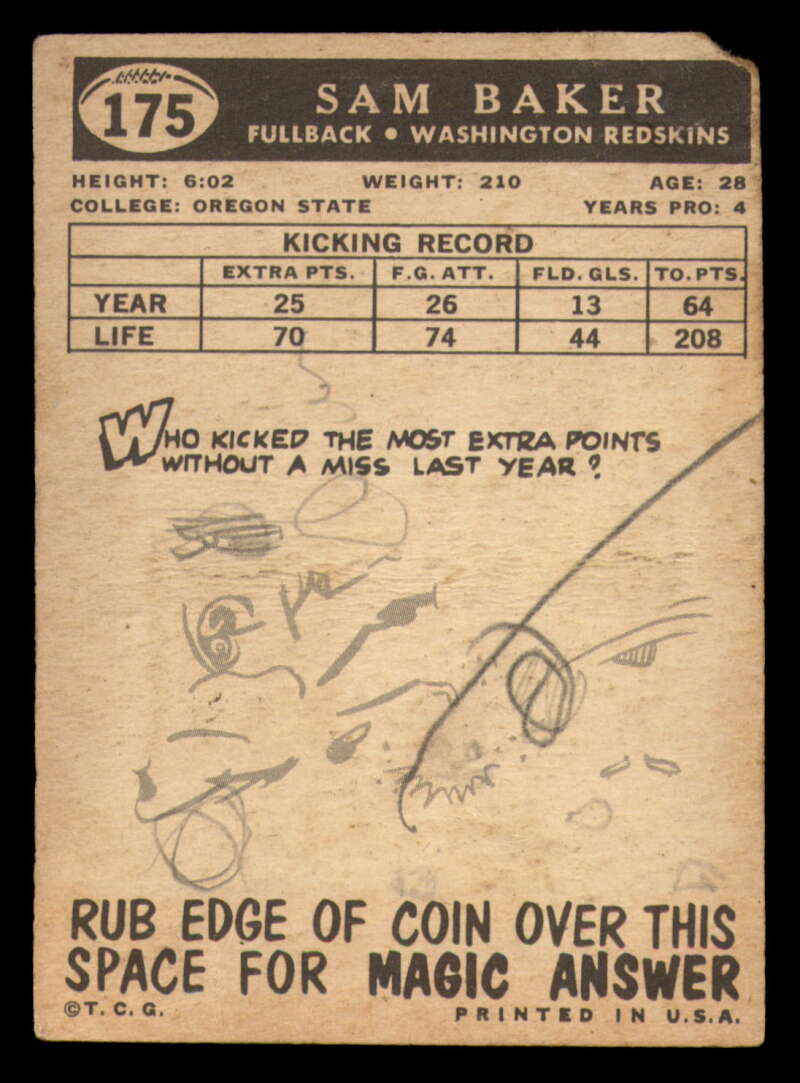 175
SAM BAKER
FULLBACK • WASHINGTON REDSKINS
HEIGHT: 6:02 WEIGHT: 210 AGE: 28
COLLEGE: OREGON STATE YEARS PRO: 4
KICKING RECORD
EXTRA PTS. F.G. ATT. FLD. GLS. TO. PTS.
YEAR 25 26 13 64
LIFE 70 74 44 208
WHO KICKED THE MOST EXTRA POINTS
WITHOUT A MISS LAST YEAR?
RUB EDGE OF COIN OVER THIS
SPACE FOR MAGIC ANSWER
©T. C. G. PRINTED IN U.S.A.